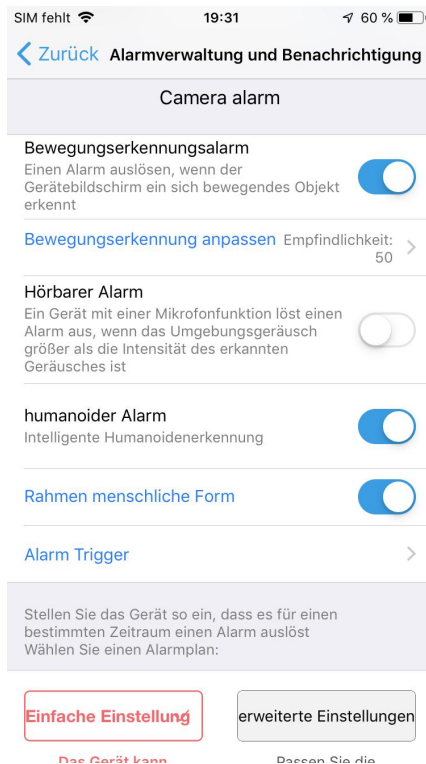 SIM fehlt 19:31 60 %
Zurück Alarmverwaltung und Benachrichtigung
Camera alarm
Bewegungserkennungsalarm
Einen Alarm auslösen, wenn der
Gerätebildschirm ein sich bewegendes Objekt
erkennt
Bewegungserkennung anpassen Empfindlichkeit:
50
Hörbarer Alarm
Ein Gerät mit einer Mikrofonfunktion löst einen
Alarm aus, wenn das Umgebungsgeräusch
größer als die Intensität des erkannten
Geräusches ist
humanoider Alarm
Intelligente Humanoidenerkennung
Rahmen menschliche Form
Alarm Trigger
Stellen Sie das Gerät so ein, dass es für einen
bestimmten Zeitraum einen Alarm auslöst
Wählen Sie einen Alarmplan:
Einfache Einstellung erweiterte Einstellungen
Das Gerät kann Passen Sie die